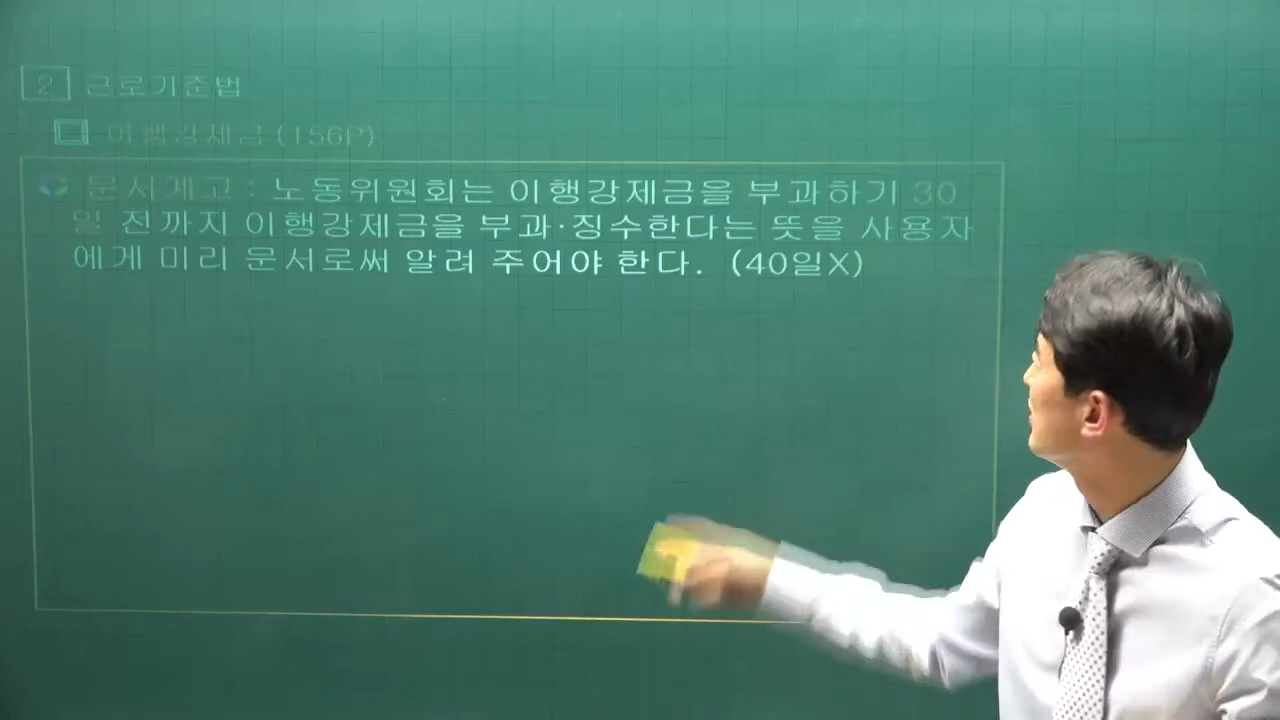 2 근로기준법
이행강제금 (156P)
문서계고 : 노동위원회는 이행강제금을 부과하기 30
일 전까지 이행강제금을 부과·징수한다는 뜻을 사용자
에게 미리 문서로써 알려 주어야 한다. (40일X)